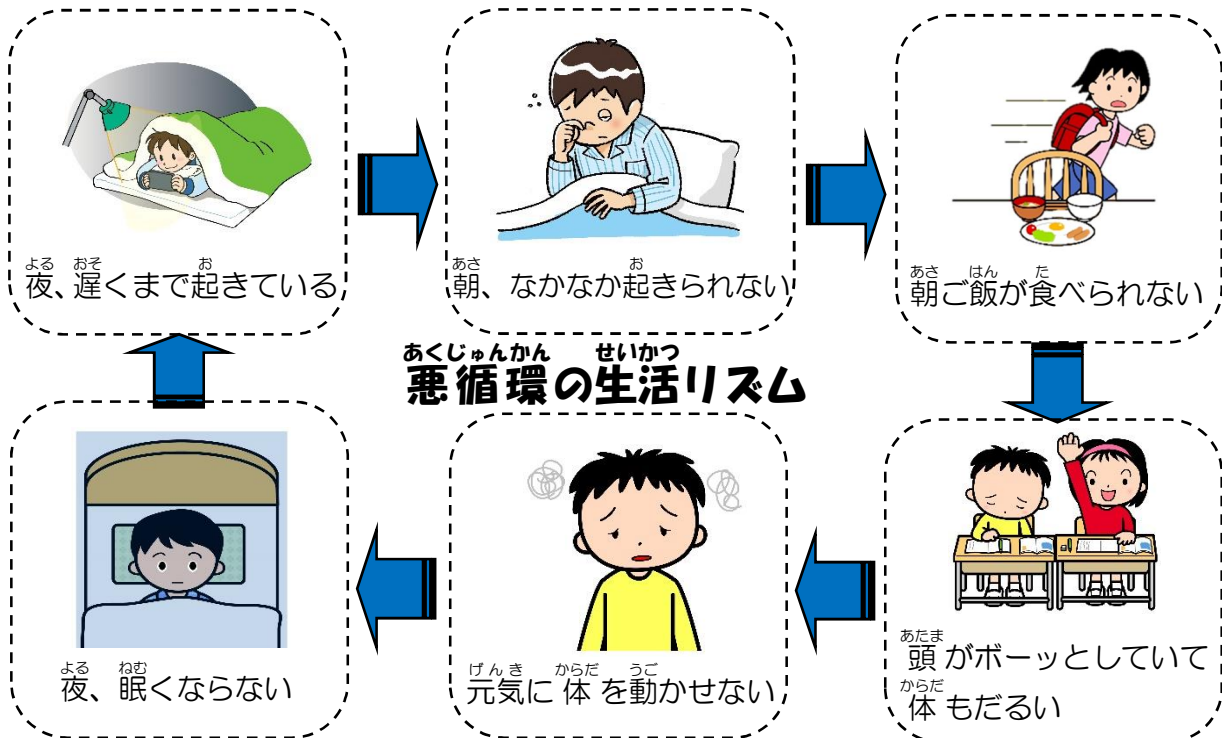 よる おそ お
夜、遅くまで起きている
あさ お
朝、なかなか起きられない
あさ はん た
朝ご飯が食べられない
あくじゅんかん せいかつ
悪循環の生活リズム
あたま
頭がボーッとしていて
からだ
体もだるい
げんき からだ うご
元気に体を動かせない
よる ねむ
夜、眠くならない